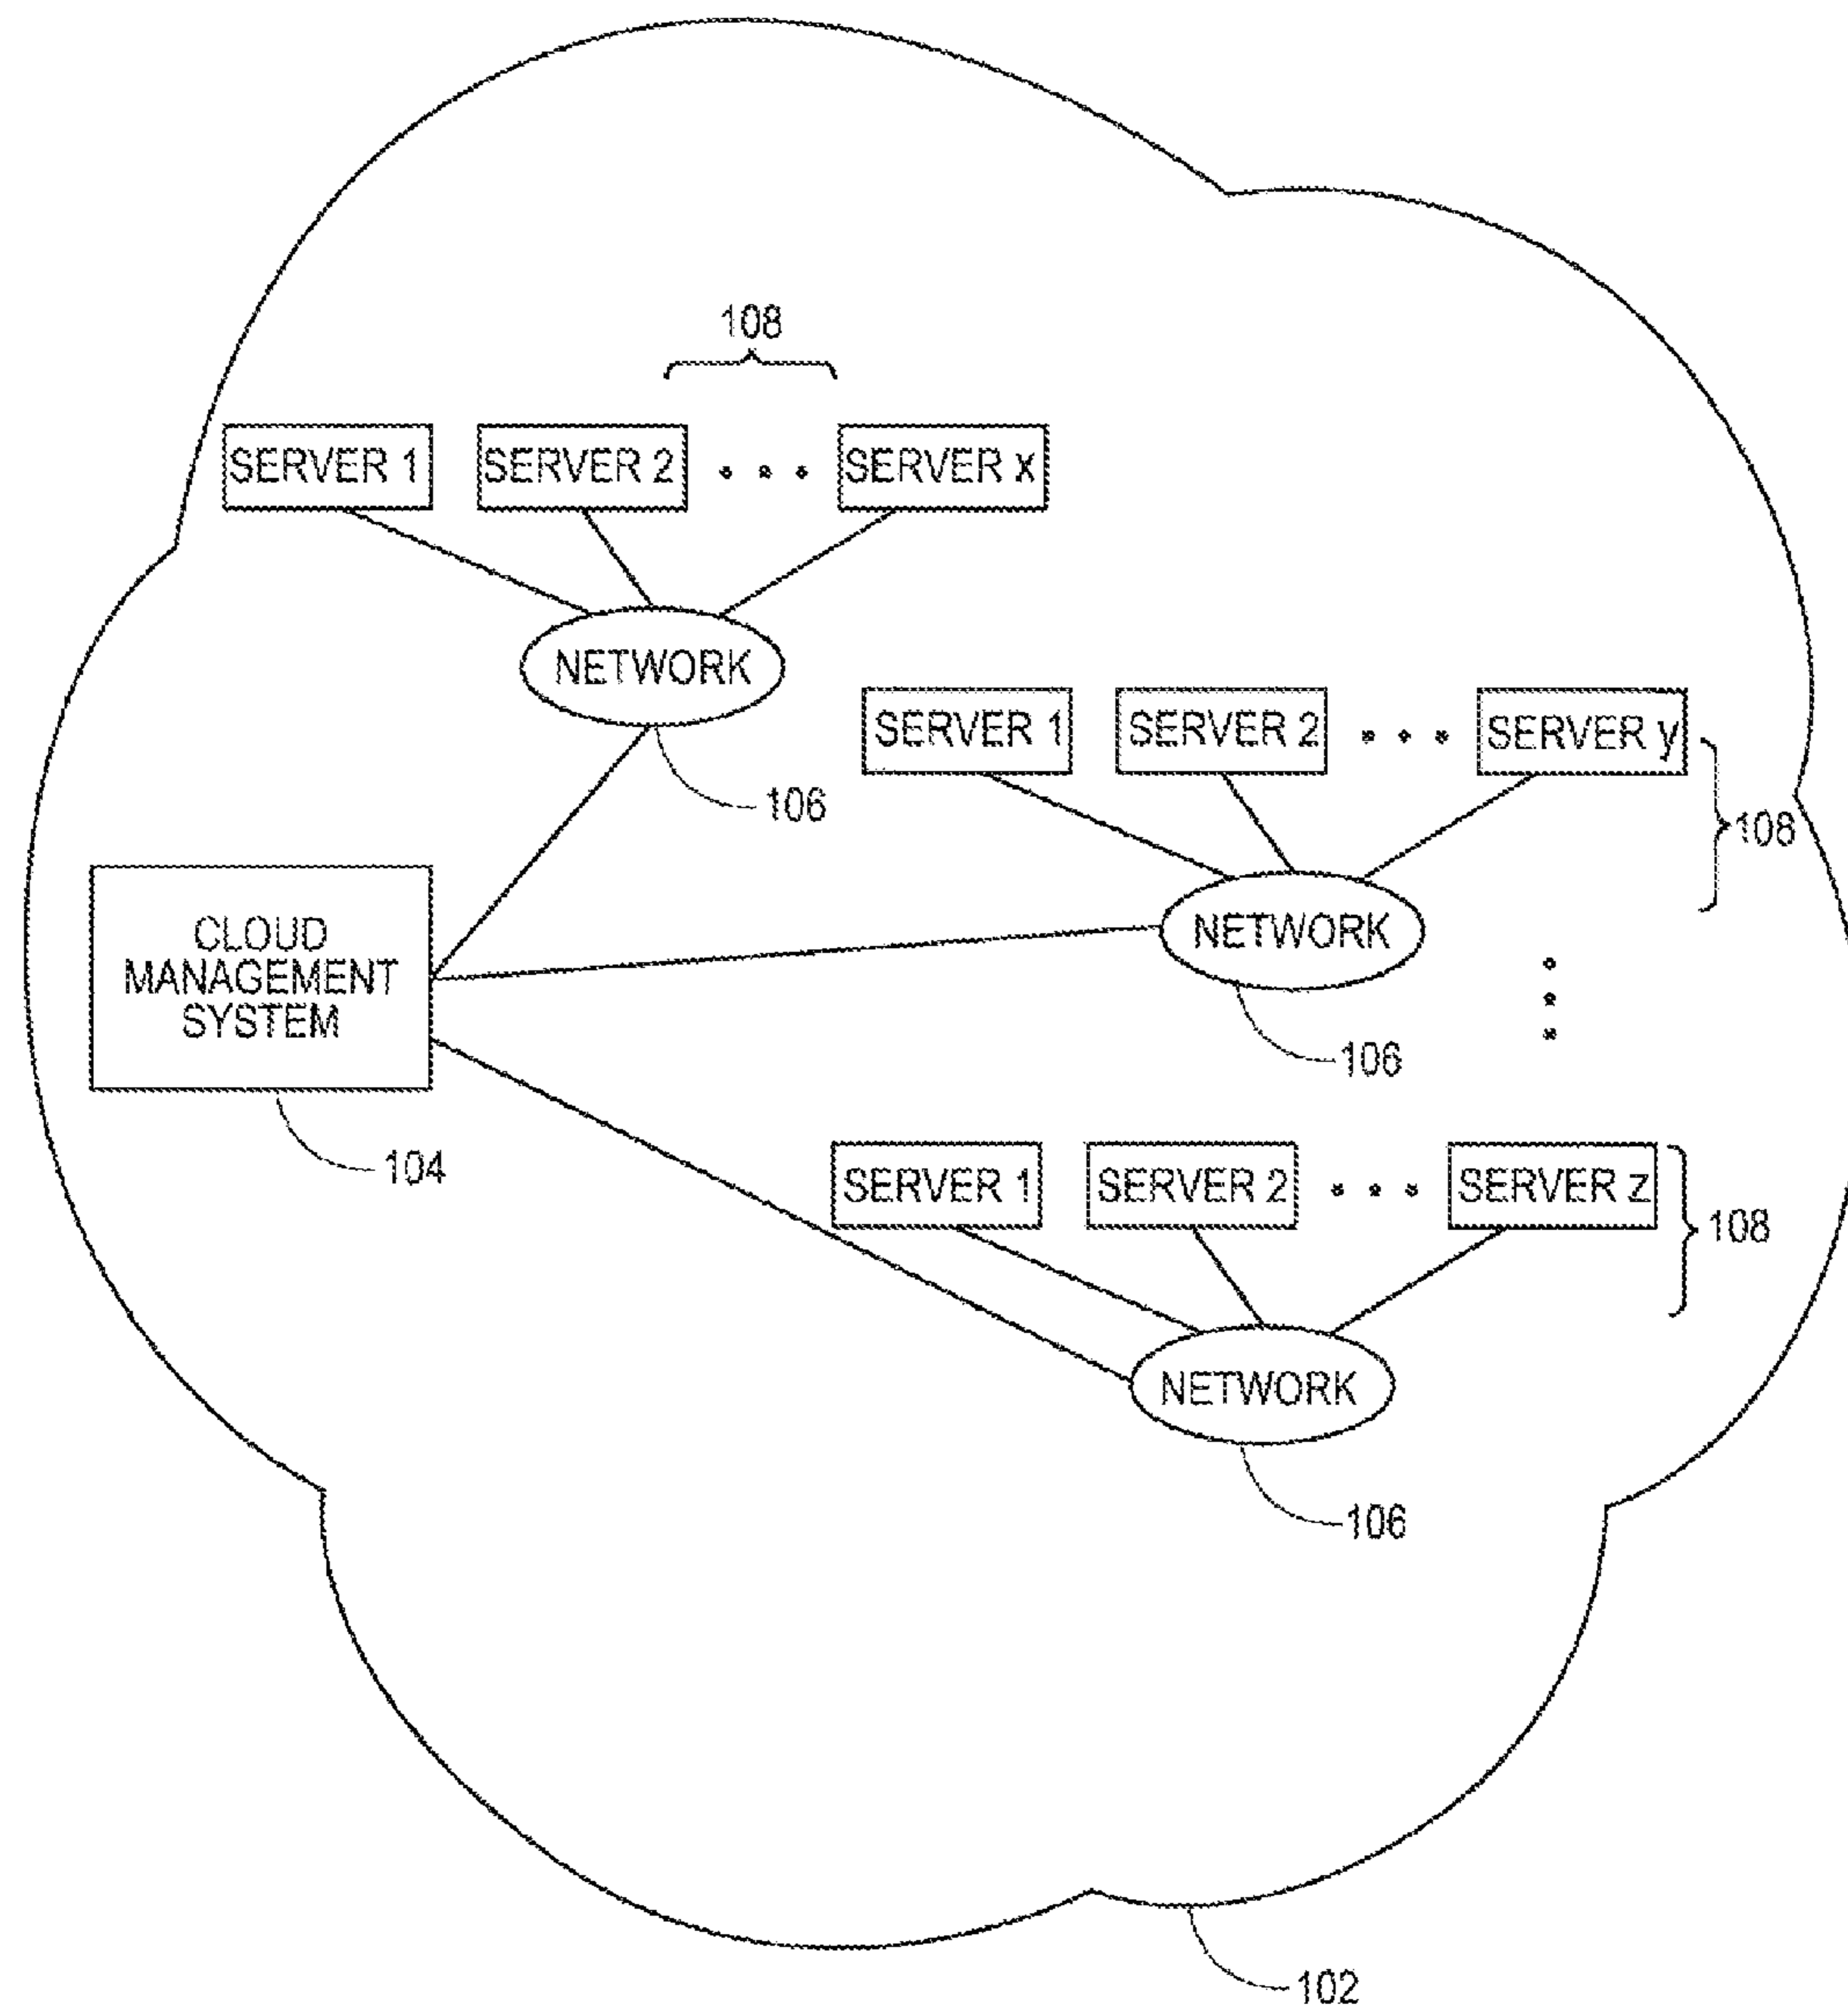 108
SERVER 1
SERVER 2
SERVER x
NETWORK
106
SERVER 1
SERVER 2
SERVER y
108
NETWORK
106
CLOUD
MANAGEMENT
SYSTEM
104
SERVER 1
SERVER 2
SERVER z
108
NETWORK
106
102